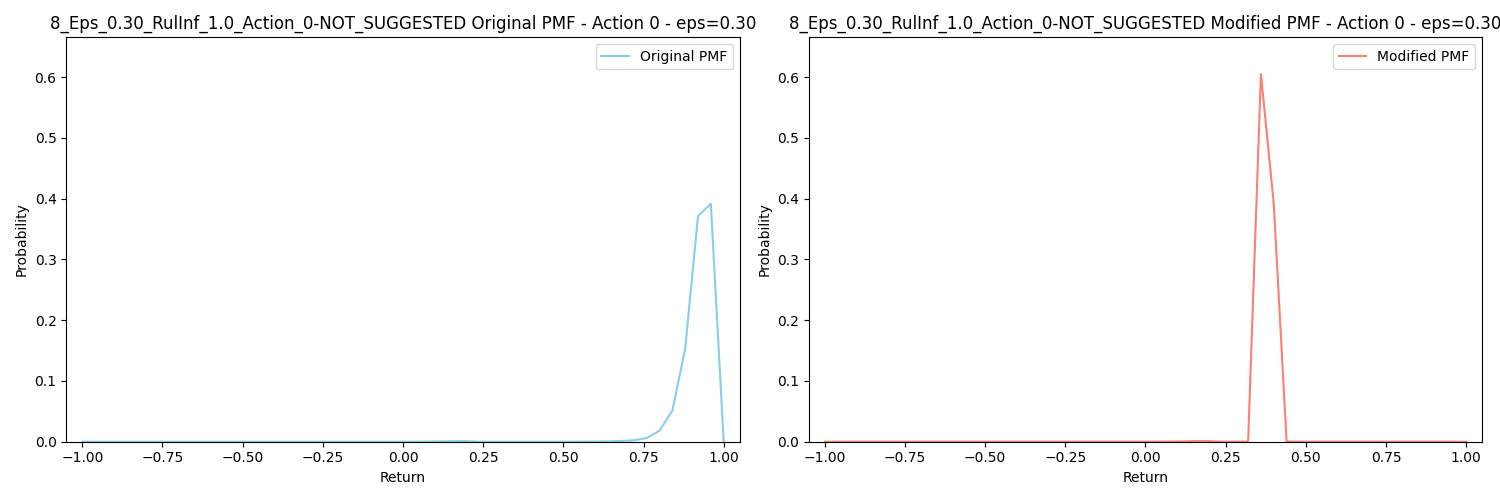 8_Eps_0.30_RulInf_1.0_Action_0-NOT_SUGGESTED Original PMF - Action 0 - eps=0.30
Original PMF
0.6
0.5
0.4
0.3
0.2
0.1
0.0
Probability
−1.00 −0.75 −0.50 −0.25 0.00 0.25 0.50 0.75 1.00
Return
8_Eps_0.30_RulInf_1.0_Action_0-NOT_SUGGESTED Modified PMF - Action 0 - eps=0.30
Modified PMF
0.6
0.5
0.4
0.3
0.2
0.1
0.0
Probability
−1.00 −0.75 −0.50 −0.25 0.00 0.25 0.50 0.75 1.00
Return